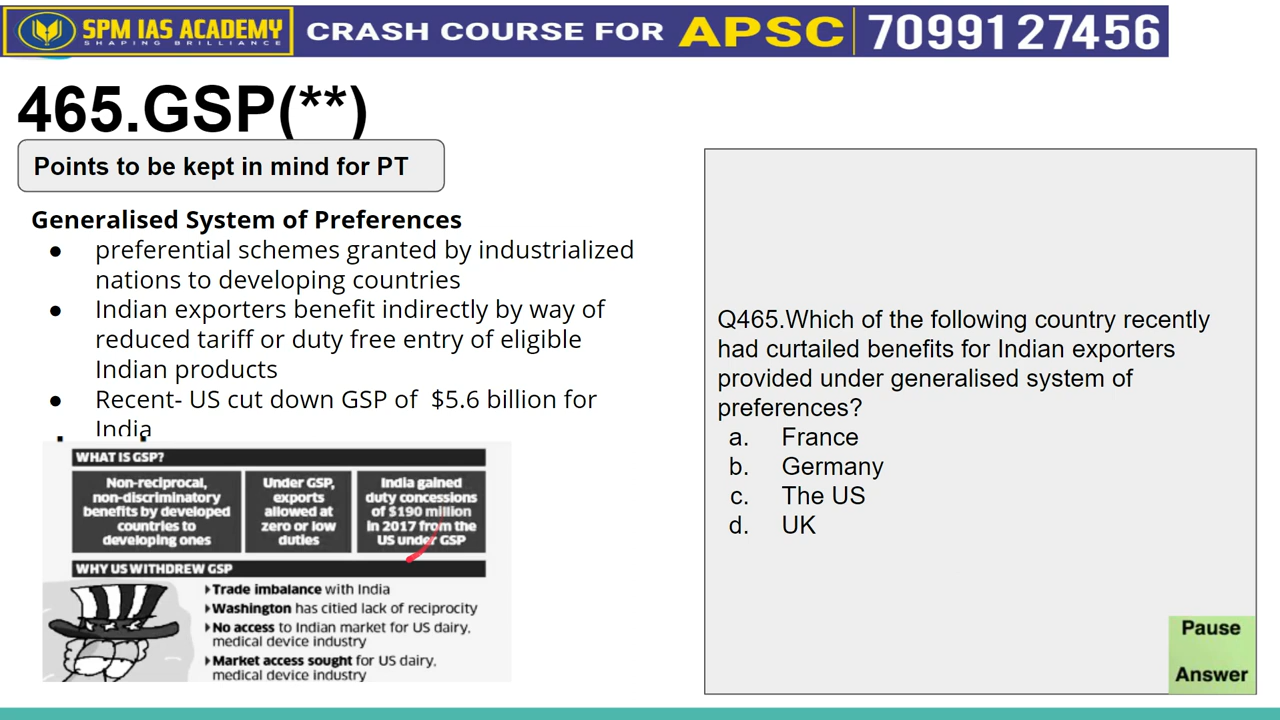 SPM IAS ACADEMY
SHAPING BRILLIANCE
CRASH COURSE FOR APSC 7099127456
465.GSP(**)
Points to be kept in mind for PT
Generalised System of Preferences
● preferential schemes granted by industrialized
nations to developing countries
● Indian exporters benefit indirectly by way of
reduced tariff or duty free entry of eligible
Indian products
● Recent- US cut down GSP of $5.6 billion for
India
WHAT IS GSP?
Non-reciprocal,
non-discriminatory
benefits by developed
countries to
developing ones
Under GSP,
exports
allowed at
zero or low
duties
India gained
duty concessions
of $190 million
in 2017 from the
US under GSP
WHY US WITHDREW GSP
Trade imbalance with India
Washington has citied lack of reciprocity
No access to Indian market for US dairy,
medical device industry
Market access sought for US dairy,
medical device industry
Q465.Which of the following country recently
had curtailed benefits for Indian exporters
provided under generalised system of
preferences?
a. France
b. Germany
c. The US
d. UK
Pause
Answer